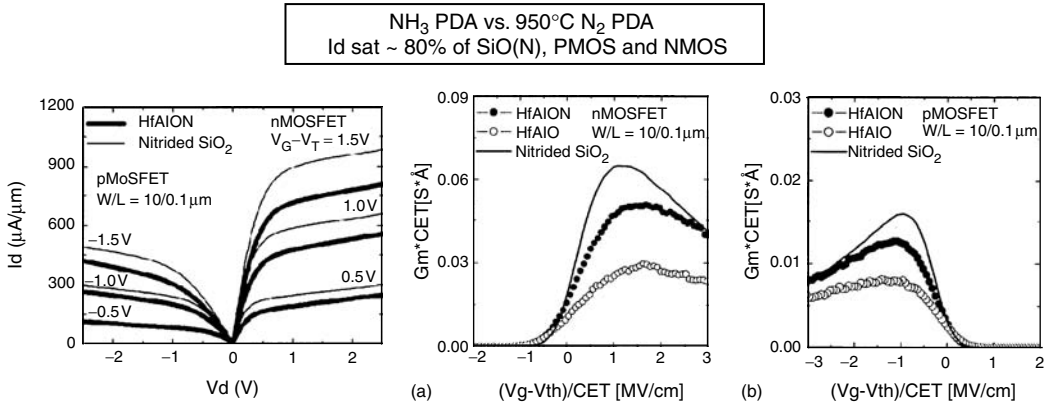 NH3 PDA vs. 950°C N2 PDA
Id sat ~ 80% of SiO(N), PMOS and NMOS
1200
900
600
300
0
Id (μA/μm)
HfAlON
Nitrided SiO2
nMOSFET
VG–VT = 1.5V
pMoSFET
W/L = 10/0.1μm
1.0V
–1.5V
–1.0V
0.5V
–0.5V
–2
–1
0
1
2
Vd (V)
(a)
0.09
0.06
0.03
0.00
Gm*CET[S*Å]
HfAlON
HfAlO
Nitrided SiO2
nMOSFET
W/L = 10/0.1μm
–2
–1
0
1
2
3
(Vg-Vth)/CET [MV/cm]
(b)
0.03
0.02
0.01
0.00
Gm*CET[S*Å]
HfAlON
HfAlO
Nitrided SiO2
pMOSFET
W/L = 10/0.1μm
–3
–2
–1
0
1
2
(Vg-Vth)/CET [MV/cm]